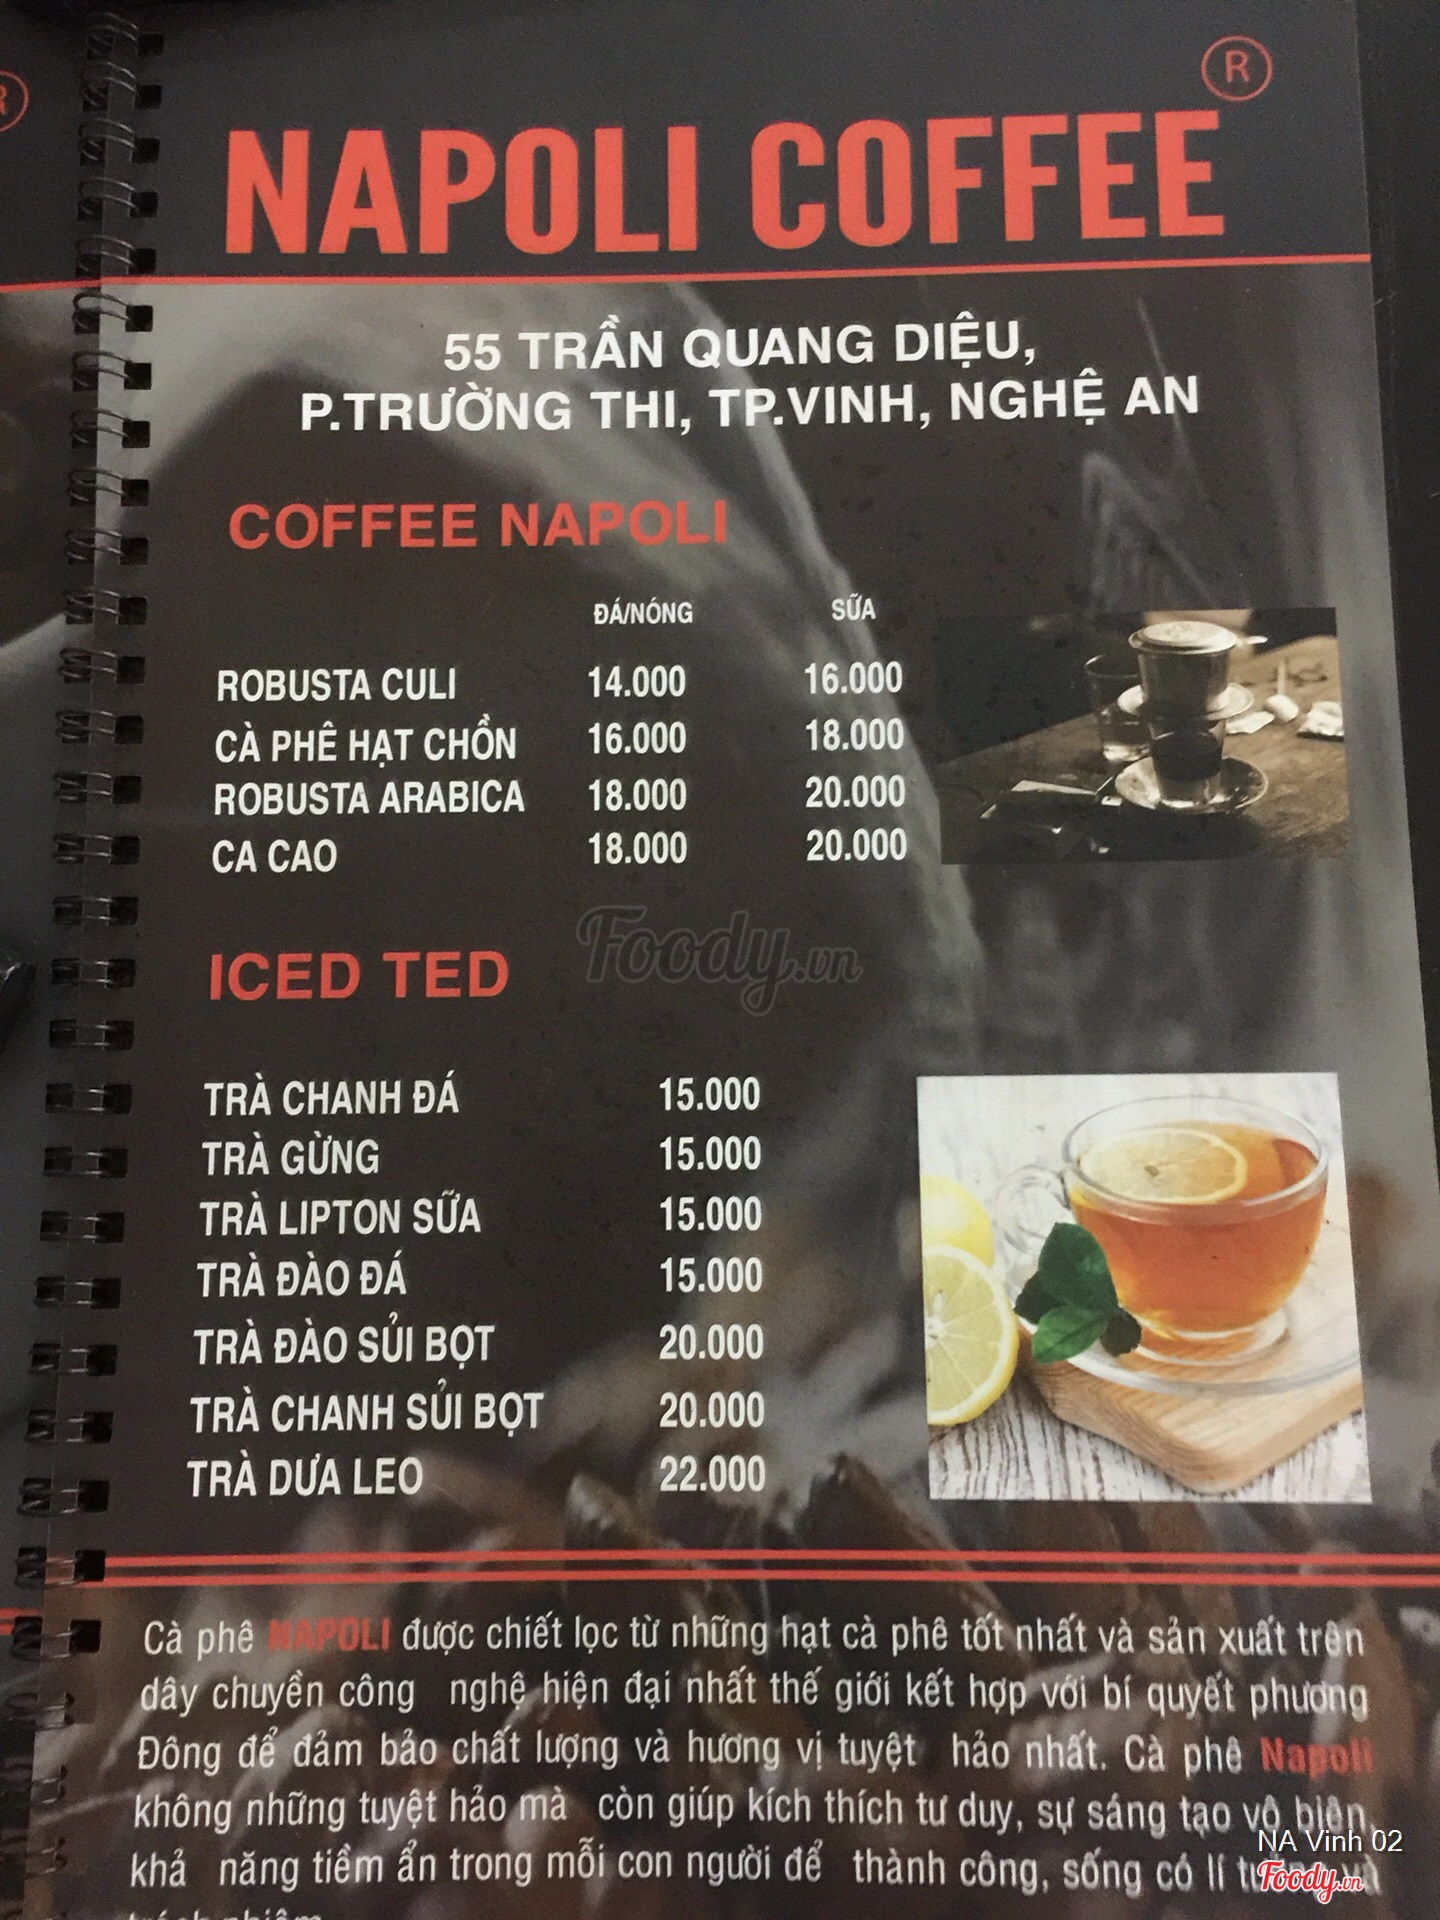 R
NAPOLI COFFEE
55 TRẦN QUANG DIỆU,
P.TRƯỜNG THI, TP.VINH, NGHỆ AN
COFFEE NAPOLI
ĐÁ/NÓNG SỮA
ROBUSTA CULI 14.000 16.000
CÀ PHÊ HẠT CHỒN 16.000 18.000
ROBUSTA ARABICA 18.000 20.000
CA CAO 18.000 20.000
Foody.vn
ICED TED
TRÀ CHANH ĐÁ 15.000
TRÀ GỪNG 15.000
TRÀ LIPTON SỮA 15.000
TRÀ ĐÀO ĐÁ 15.000
TRÀ ĐÀO SỦI BỌT 20.000
TRÀ CHANH SỦI BỌT 20.000
TRÀ DƯA LEO 22.000
Cà phê NAPOLI được chiết lọc từ những hạt cà phê tốt nhất và sản xuất trên
dây chuyền công nghệ hiện đại nhất thế giới kết hợp với bí quyết phương
Đông để đảm bảo chất lượng và hương vị tuyệt hảo nhất. Cà phê Napoli
không những tuyệt hảo mà còn giúp kích thích tư duy, sự sáng tạo vô biên,
khả năng tiềm ẩn trong mỗi con người để thành công, sống có lí
NA Vinh 02
Foody.vn